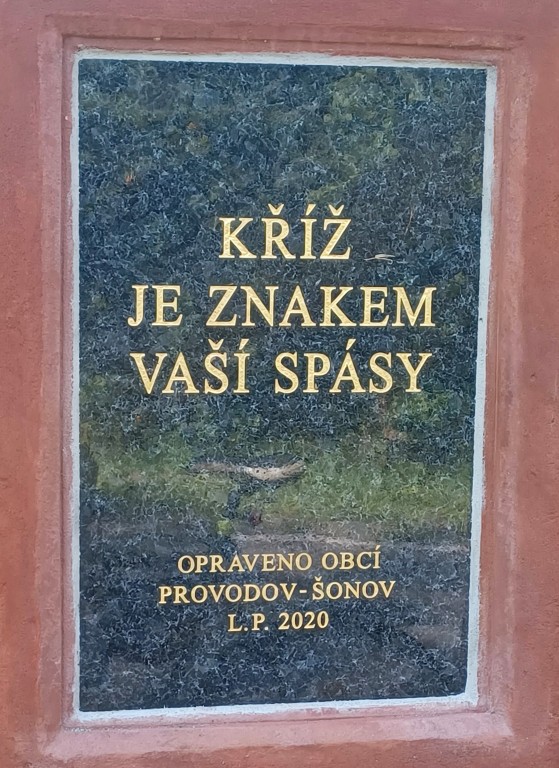 KŘÍŽ
JE ZNAKEM
VAŠÍ SPÁSY
OPRAVENO OBCÍ
PROVODOV-ŠONOV
L.P. 2020